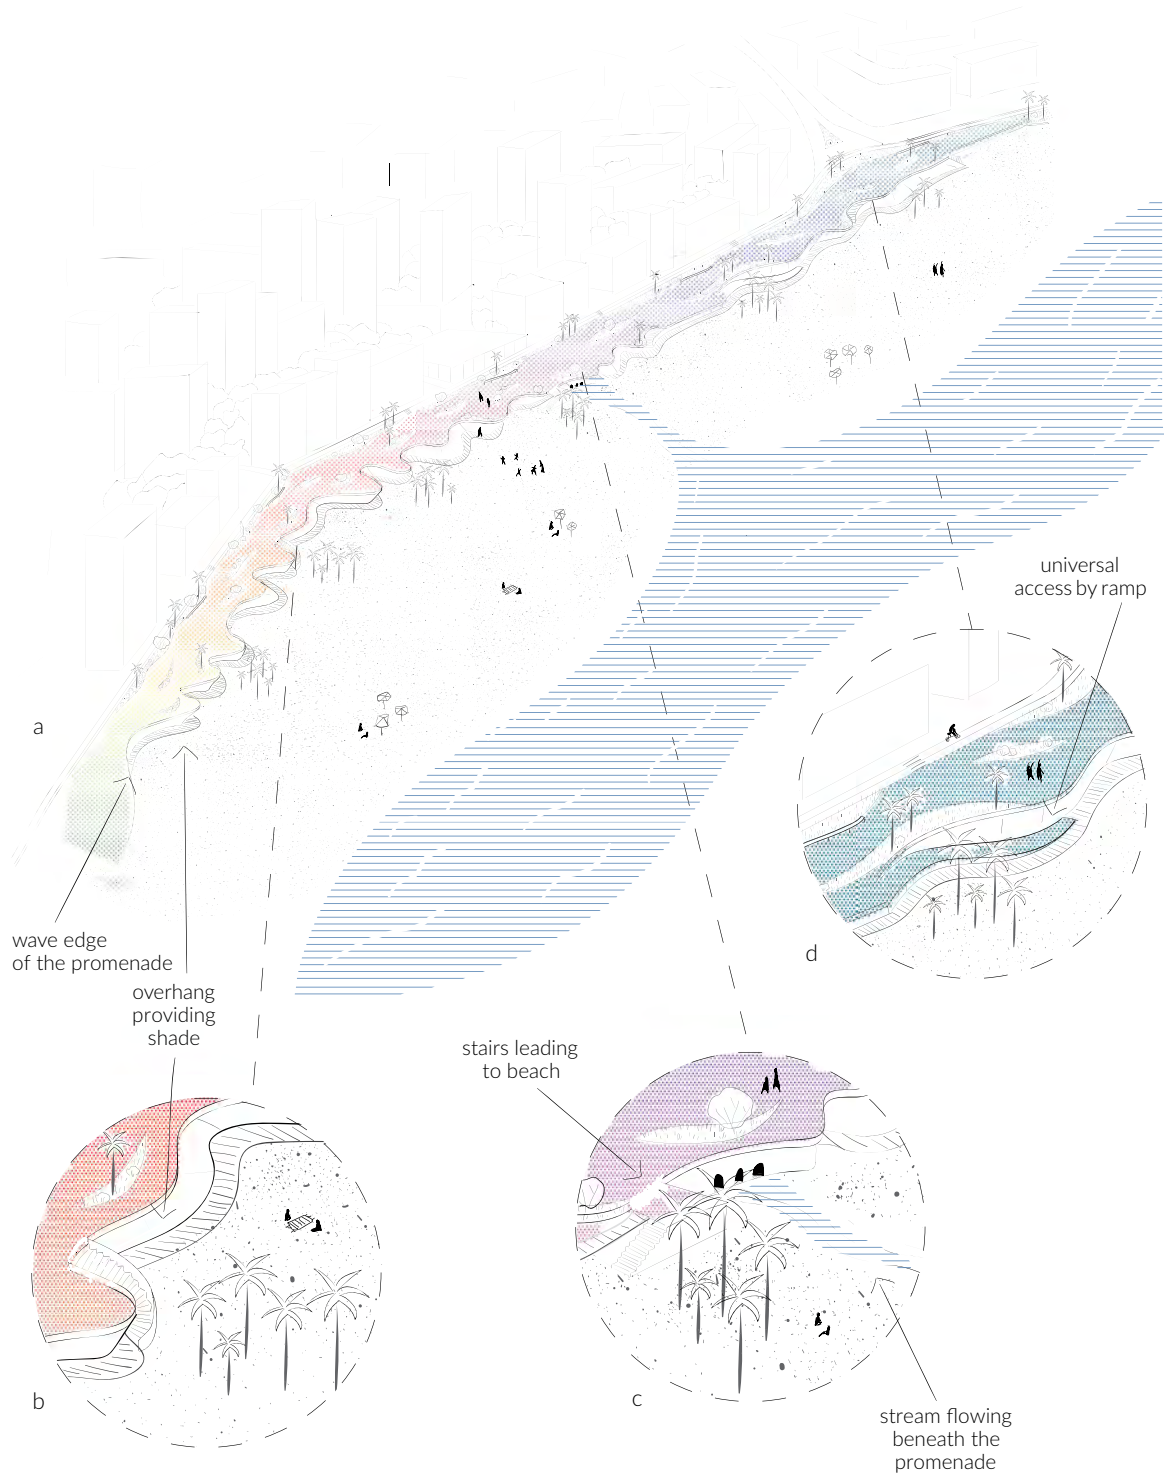 universal
access by ramp
a
wave edge
of the promenade
d
overhang
providing
shade
stairs leading
to beach
b
c
stream flowing
beneath the
promenade